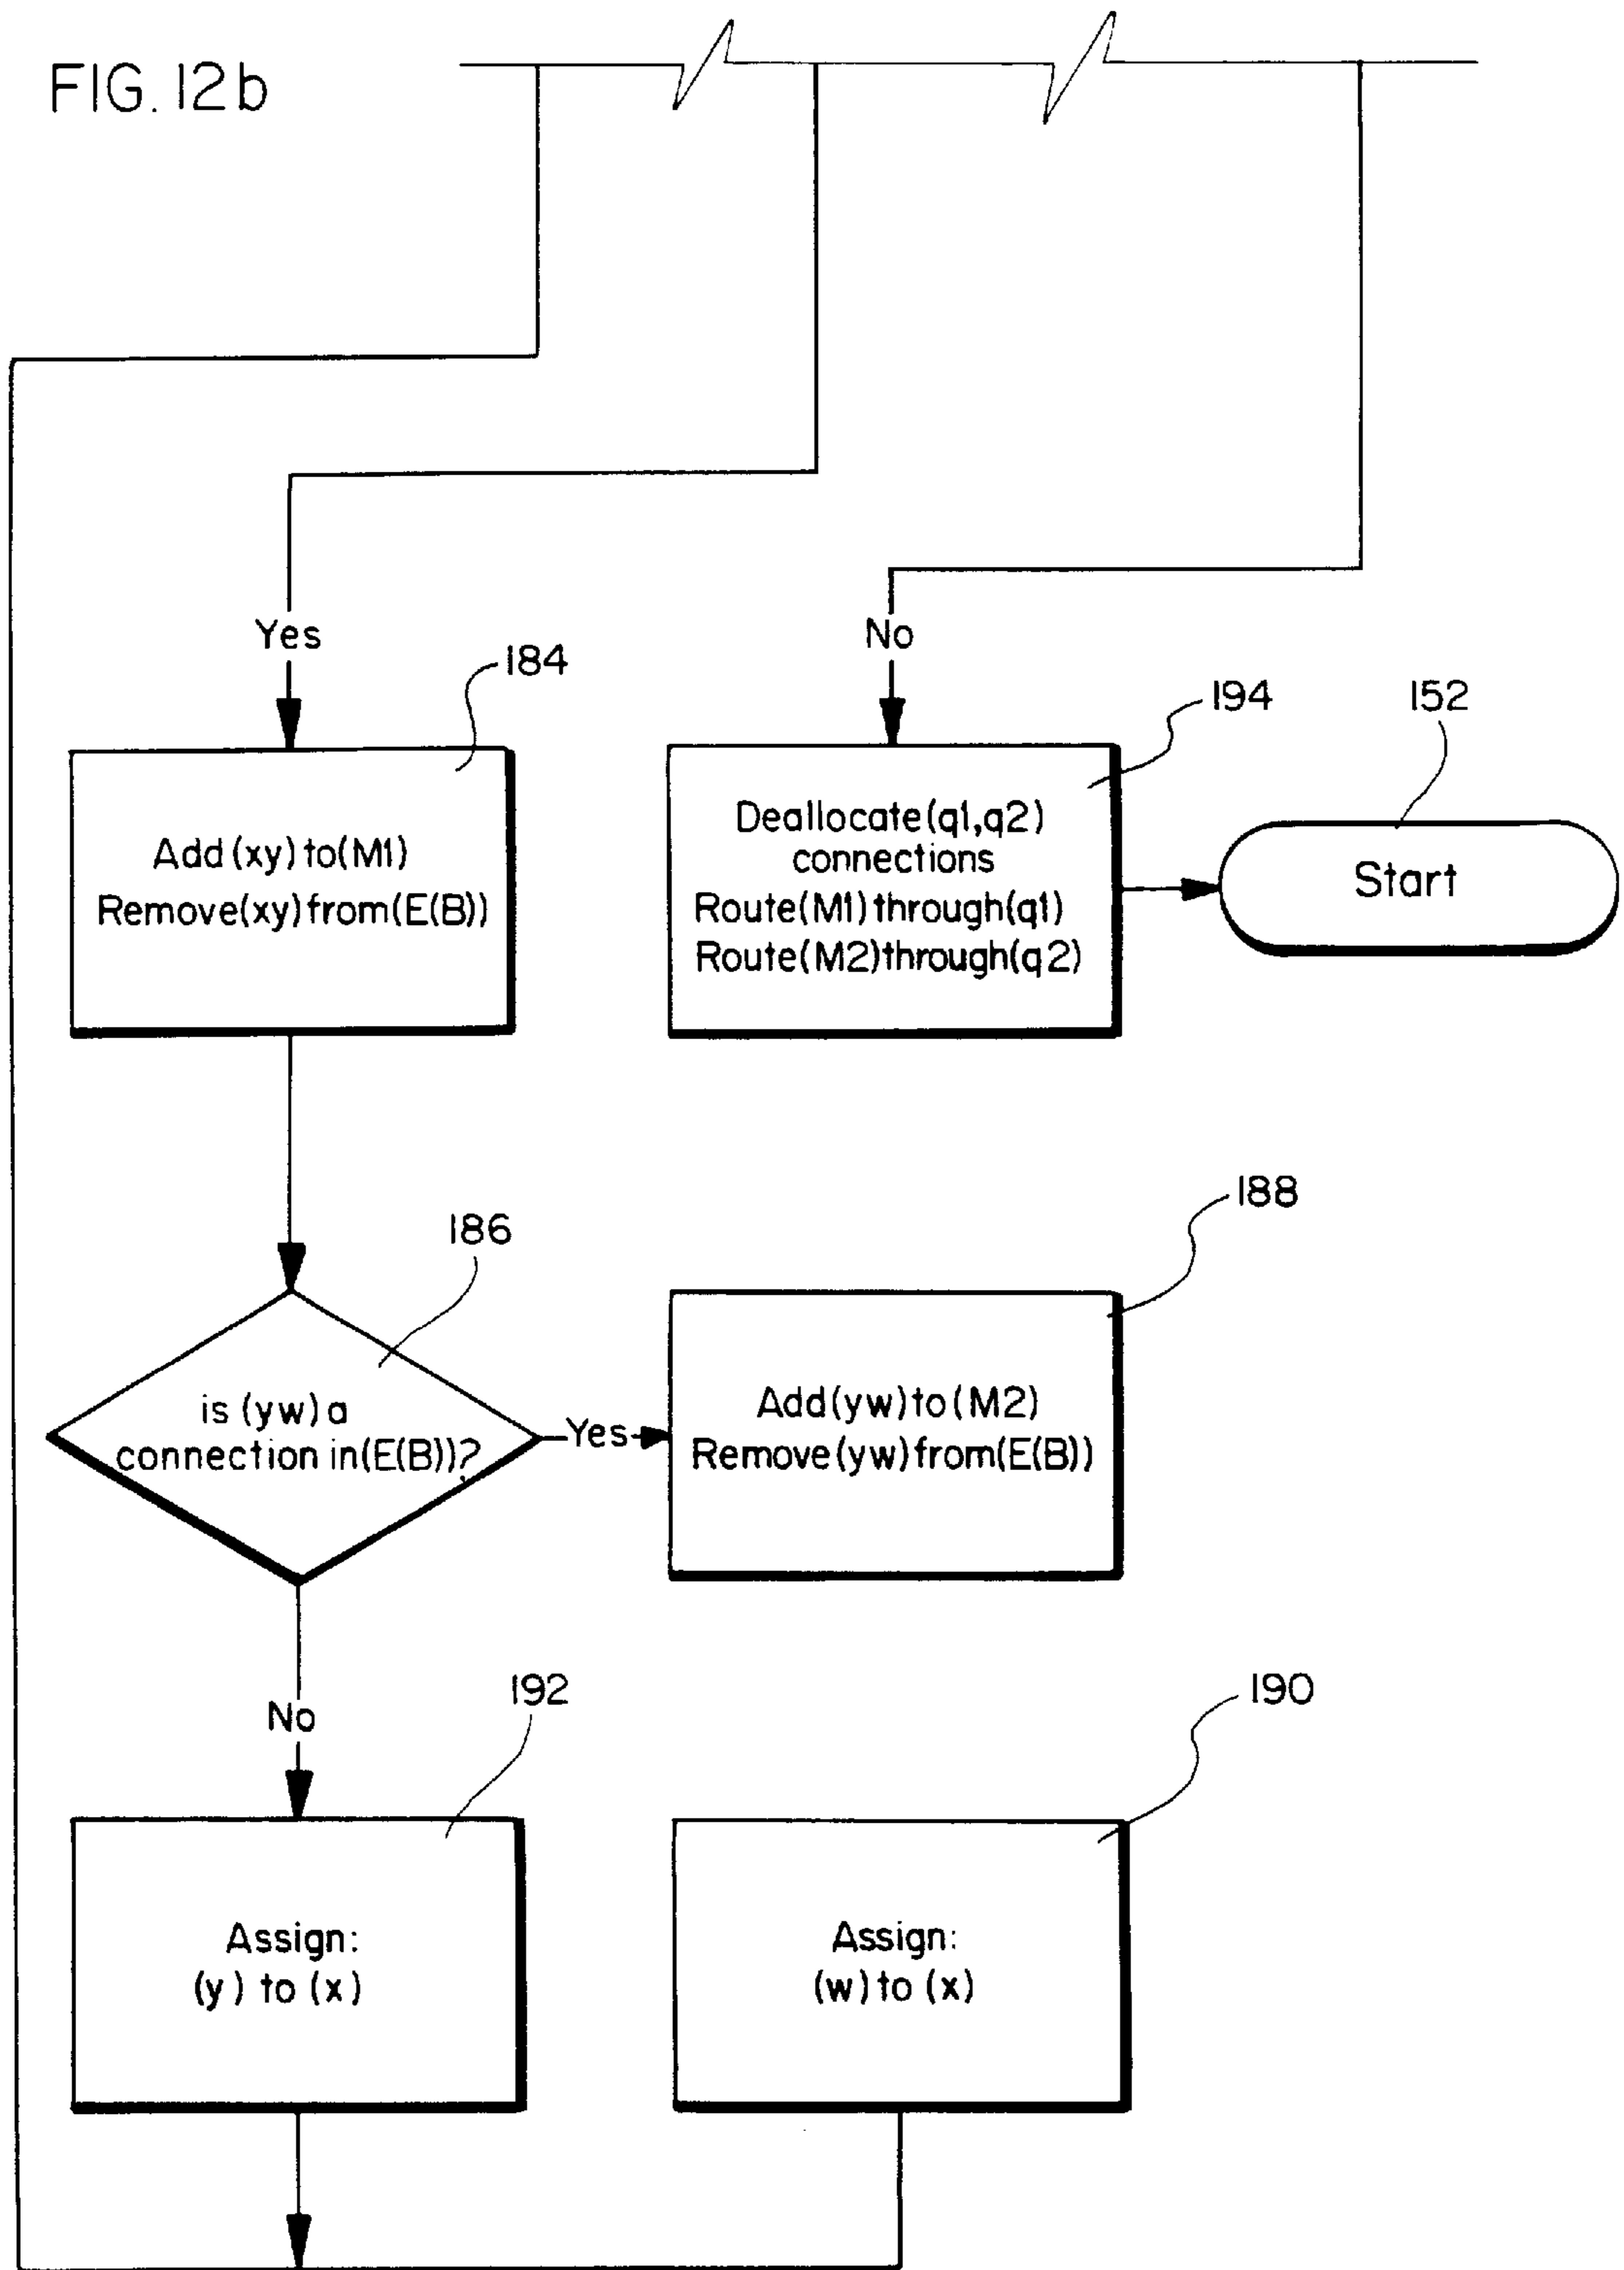 FIG. 12b
Yes
184
Add (xy) to (M1)
Remove (xy) from (E(B))
No
194
Deallocate (q1,q2)
connections
Route (M1) through (q1)
Route (M2) through (q2)
152
Start
186
is (yw) a
connection in (E(B))?
Yes
188
Add (yw) to (M2)
Remove (yw) from (E(B))
No
192
Assign:
(y) to (x)
190
Assign:
(w) to (x)